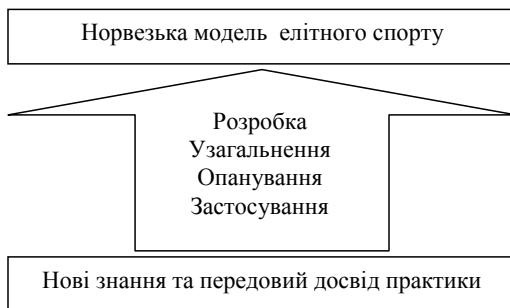 Норвезька модель елітного спорту
Розробка
Узагальнення
Опанування
Застосування
Нові знання та передовий досвід практики